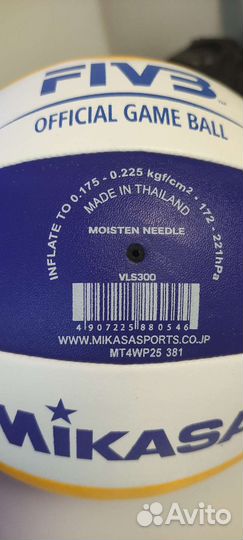 FIVB
™
OFFICIAL GAME BALL
INFLATE TO 0.175 - 0.225 kgf/cm2 - 172 - 221hPa
MADE IN THAILAND
MOISTEN NEEDLE
VLS300
4 907225 880546
WWW.MIKASASPORTS.CO.JP
MT4WP25 381
MIKASA
Avito